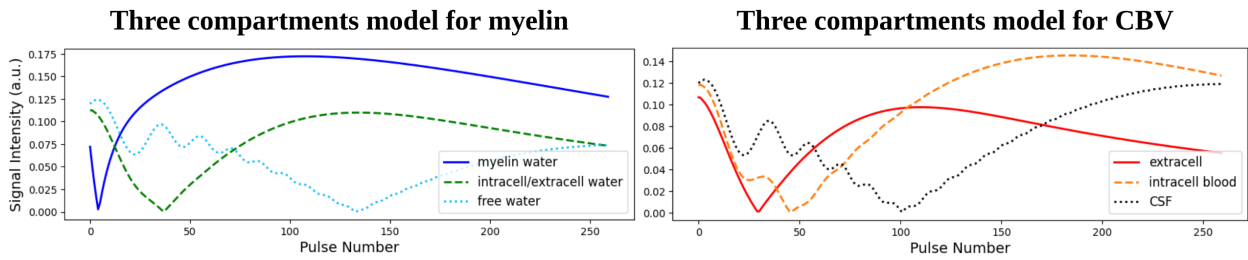 Three compartments model for myelin
Signal Intensity (a.u.)
0.175
0.150
0.125
0.100
0.075
0.050
0.025
0.000
0
50
100
150
200
250
Pulse Number
myelin water
intracell/extracell water
free water
Three compartments model for CBV
0.14
0.12
0.10
0.08
0.06
0.04
0.02
0.00
0
50
100
150
200
250
Pulse Number
extracell
intracell blood
CSF